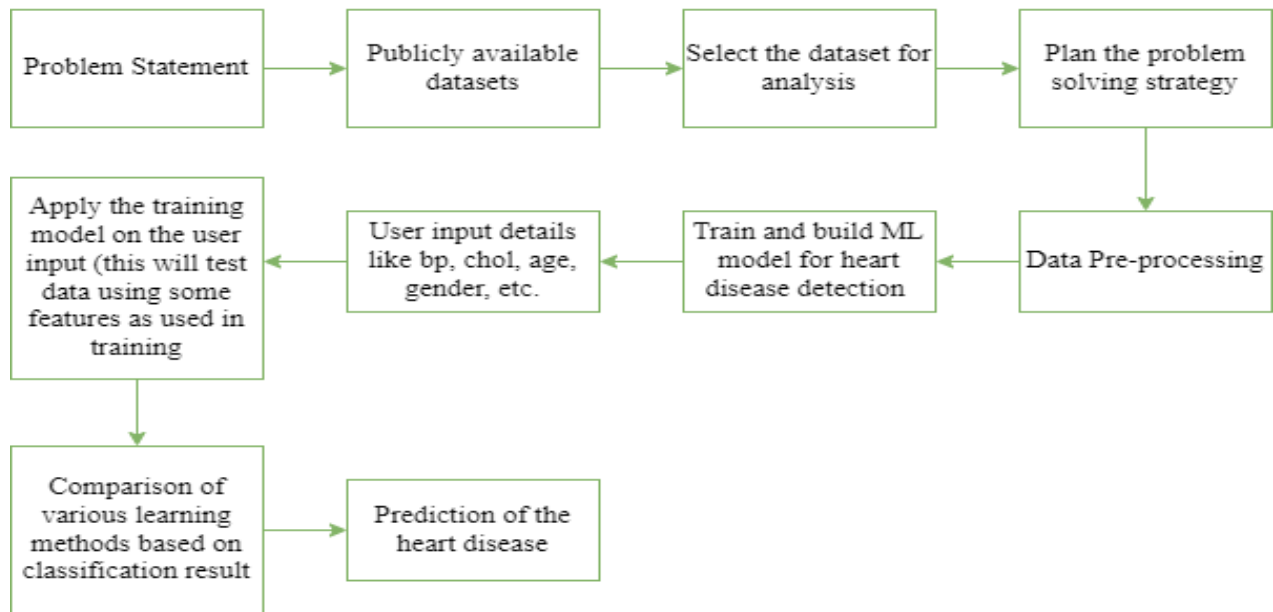 Problem Statement
Publicly available
datasets
Select the dataset for
analysis
Plan the problem
solving strategy
Data Pre-processing
Train and build ML
model for heart
disease detection
User input details
like bp, chol, age,
gender, etc.
Apply the training
model on the user
input (this will test
data using some
features as used in
training
Comparison of
various learning
methods based on
classification result
Prediction of the
heart disease